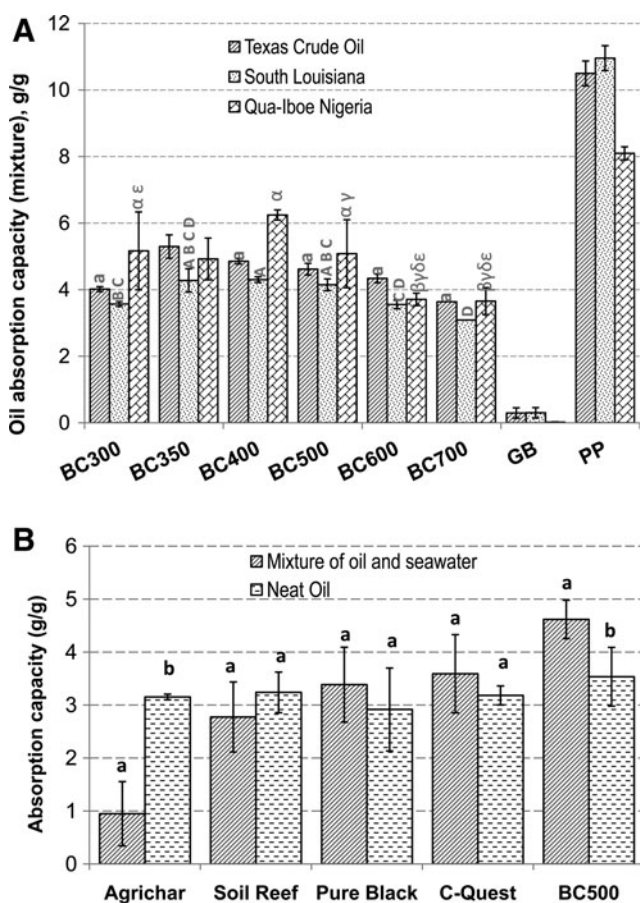 A
Oil absorption capacity (mixture), g/g
12
10
8
6
4
2
0
Texas Crude Oil
South Louisiana
Qua-Iboe Nigeria
a
B C
α ε
A B C D
a
A
α
a
A B C
α γ
a
C D
βγδε
a
D
βγδε
BC300
BC350
BC400
BC500
BC600
BC700
GB
PP
B
Absorption capacity (g/g)
6
5
4
3
2
1
0
Mixture of oil and seawater
Neat Oil
a
b
a
a
a
a
a
a
a
b
Agrichar
Soil Reef
Pure Black
C-Quest
BC500